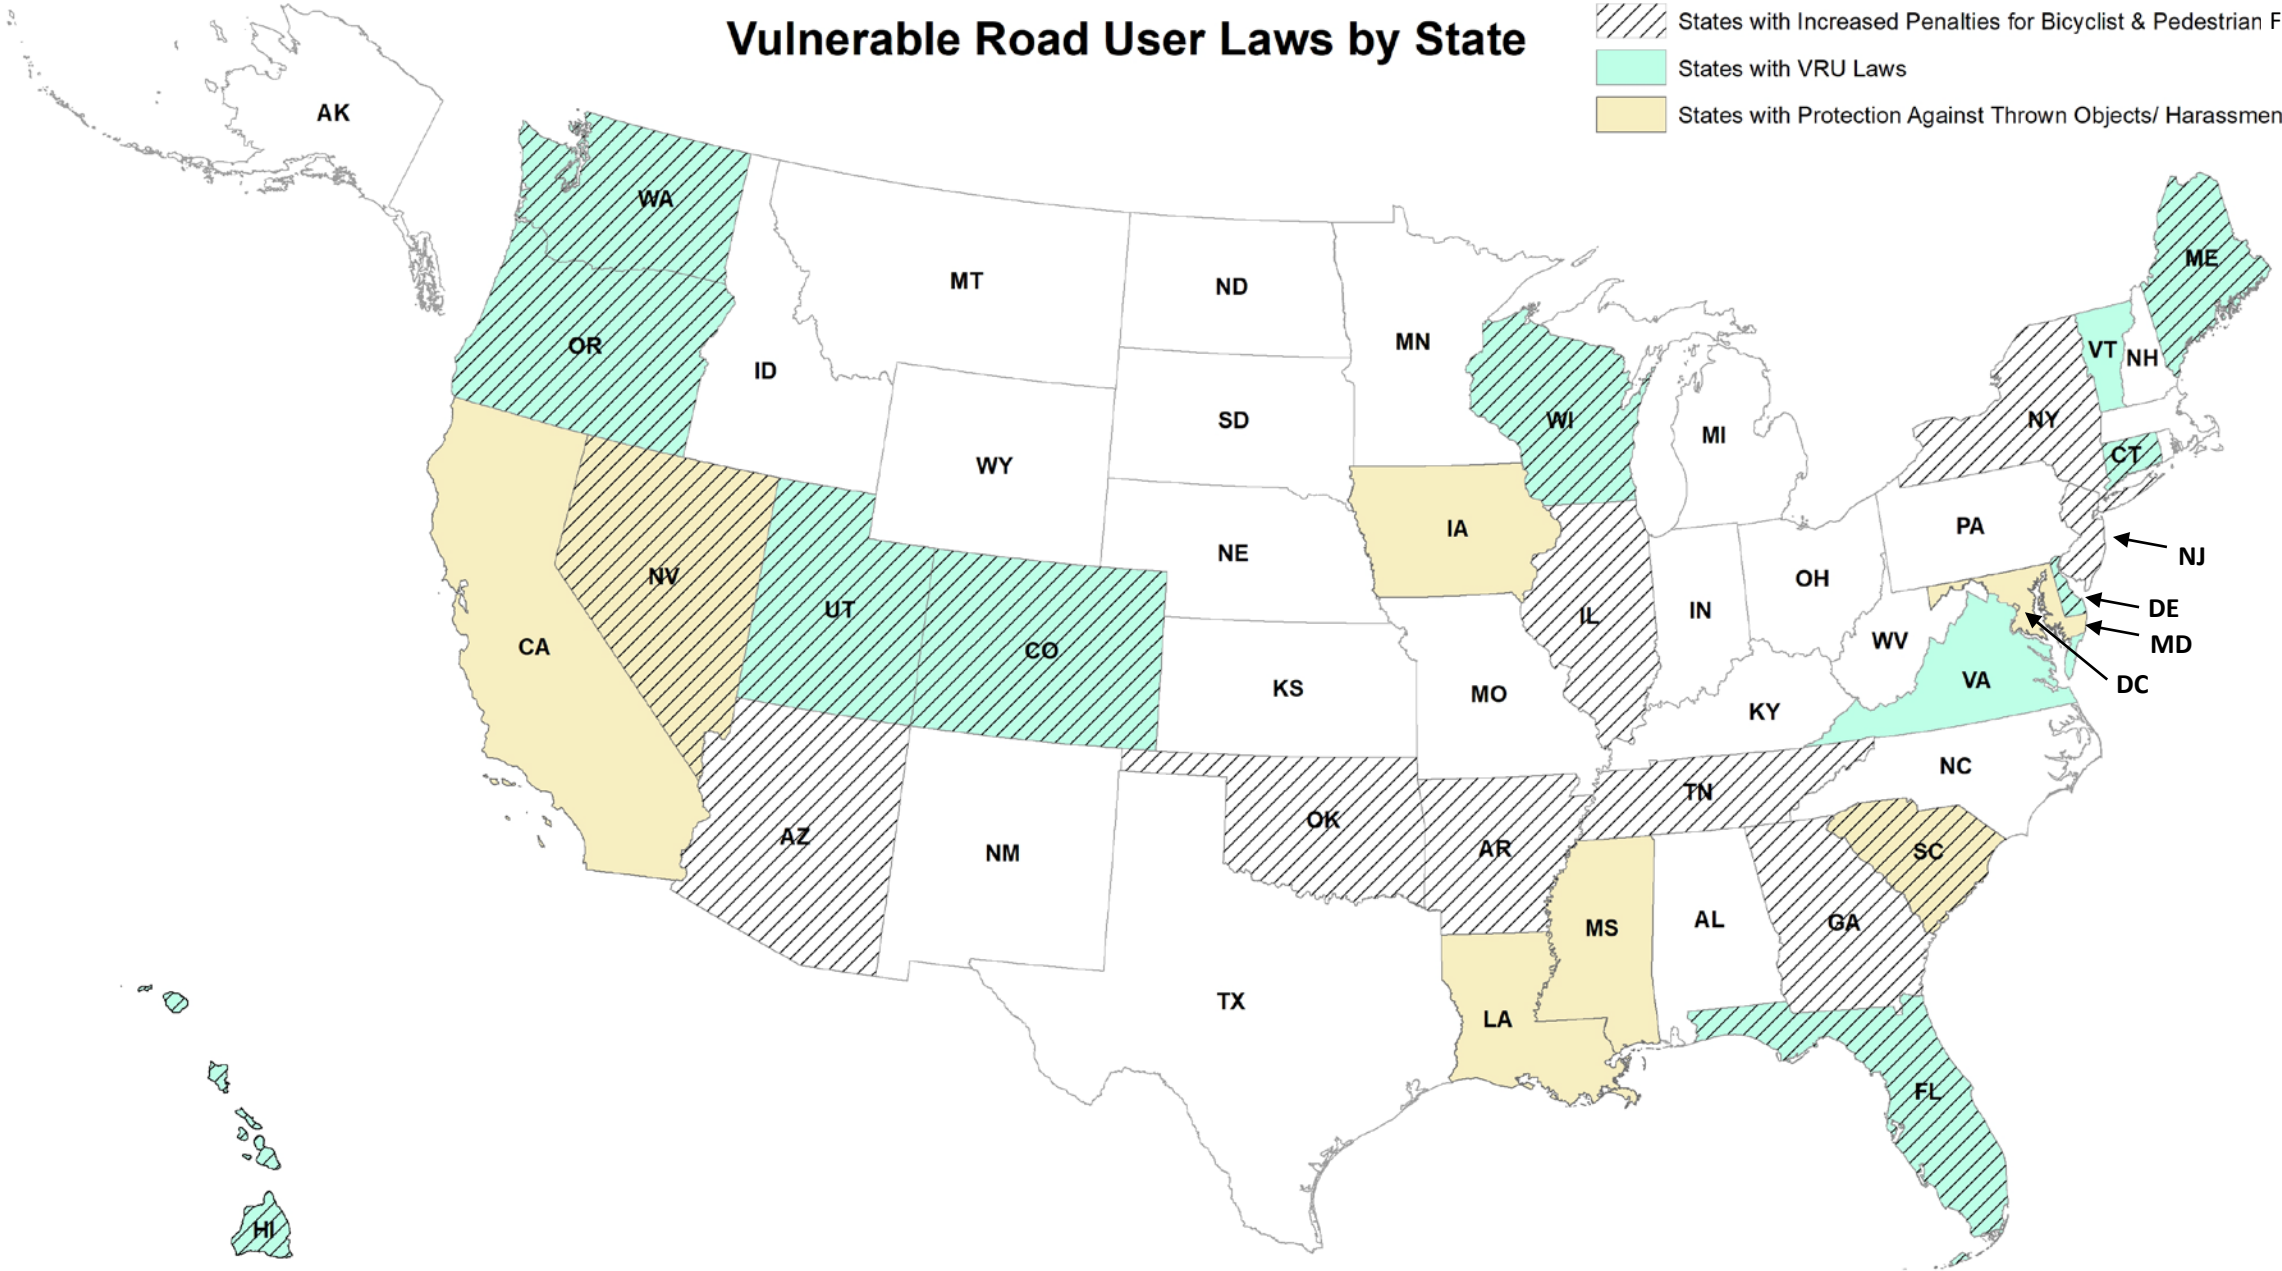 Vulnerable Road User Laws by State
States with Increased Penalties for Bicyclist & Pedestrian F
States with VRU Laws
States with Protection Against Thrown Objects/ Harassmen
AK
WA
ME
MT
ND
OR
MN
VT
NH
ID
SD
WI
NY
MI
CT
WY
IA
PA
NE
NJ
NV
OH
UT
IL
IN
DE
CA
CO
WV
MD
KS
MO
VA
DC
KY
NC
TN
OK
AZ
AR
NM
SC
MS
AL
GA
TX
LA
FL
HI